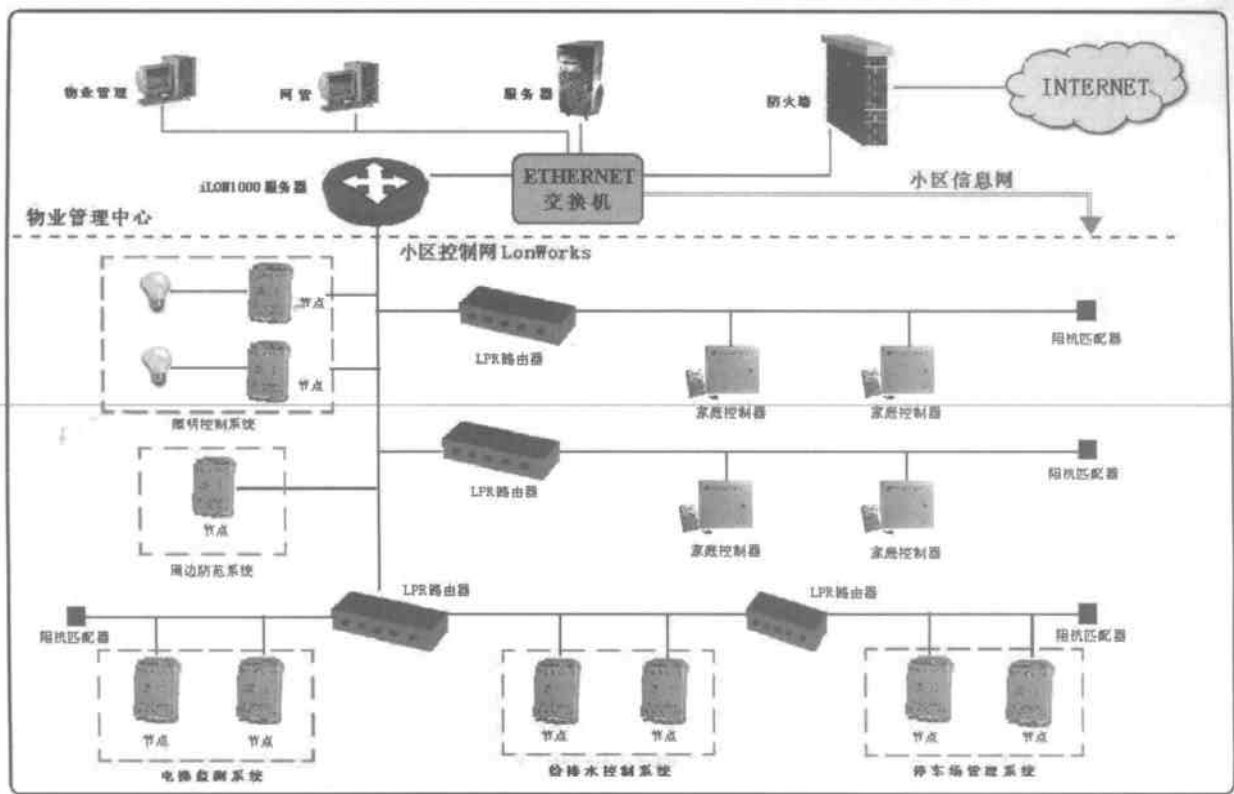 物业管理
网管
服务器
防火墙
INTERNET
iLON1000服务器
ETHERNET
交换机
小区信息网
物业管理中心
小区控制网LonWorks
节点
LPR路由器
阻抗匹配器
节点
家庭控制器
家庭控制器
照明控制系统
LPR路由器
阻抗匹配器
节点
家庭控制器
家庭控制器
周边防范系统
LPR路由器
LPR路由器
阻抗匹配器
阻抗匹配器
节点
节点
节点
节点
节点
节点
电梯监测系统
给排水控制系统
停车场管理系统